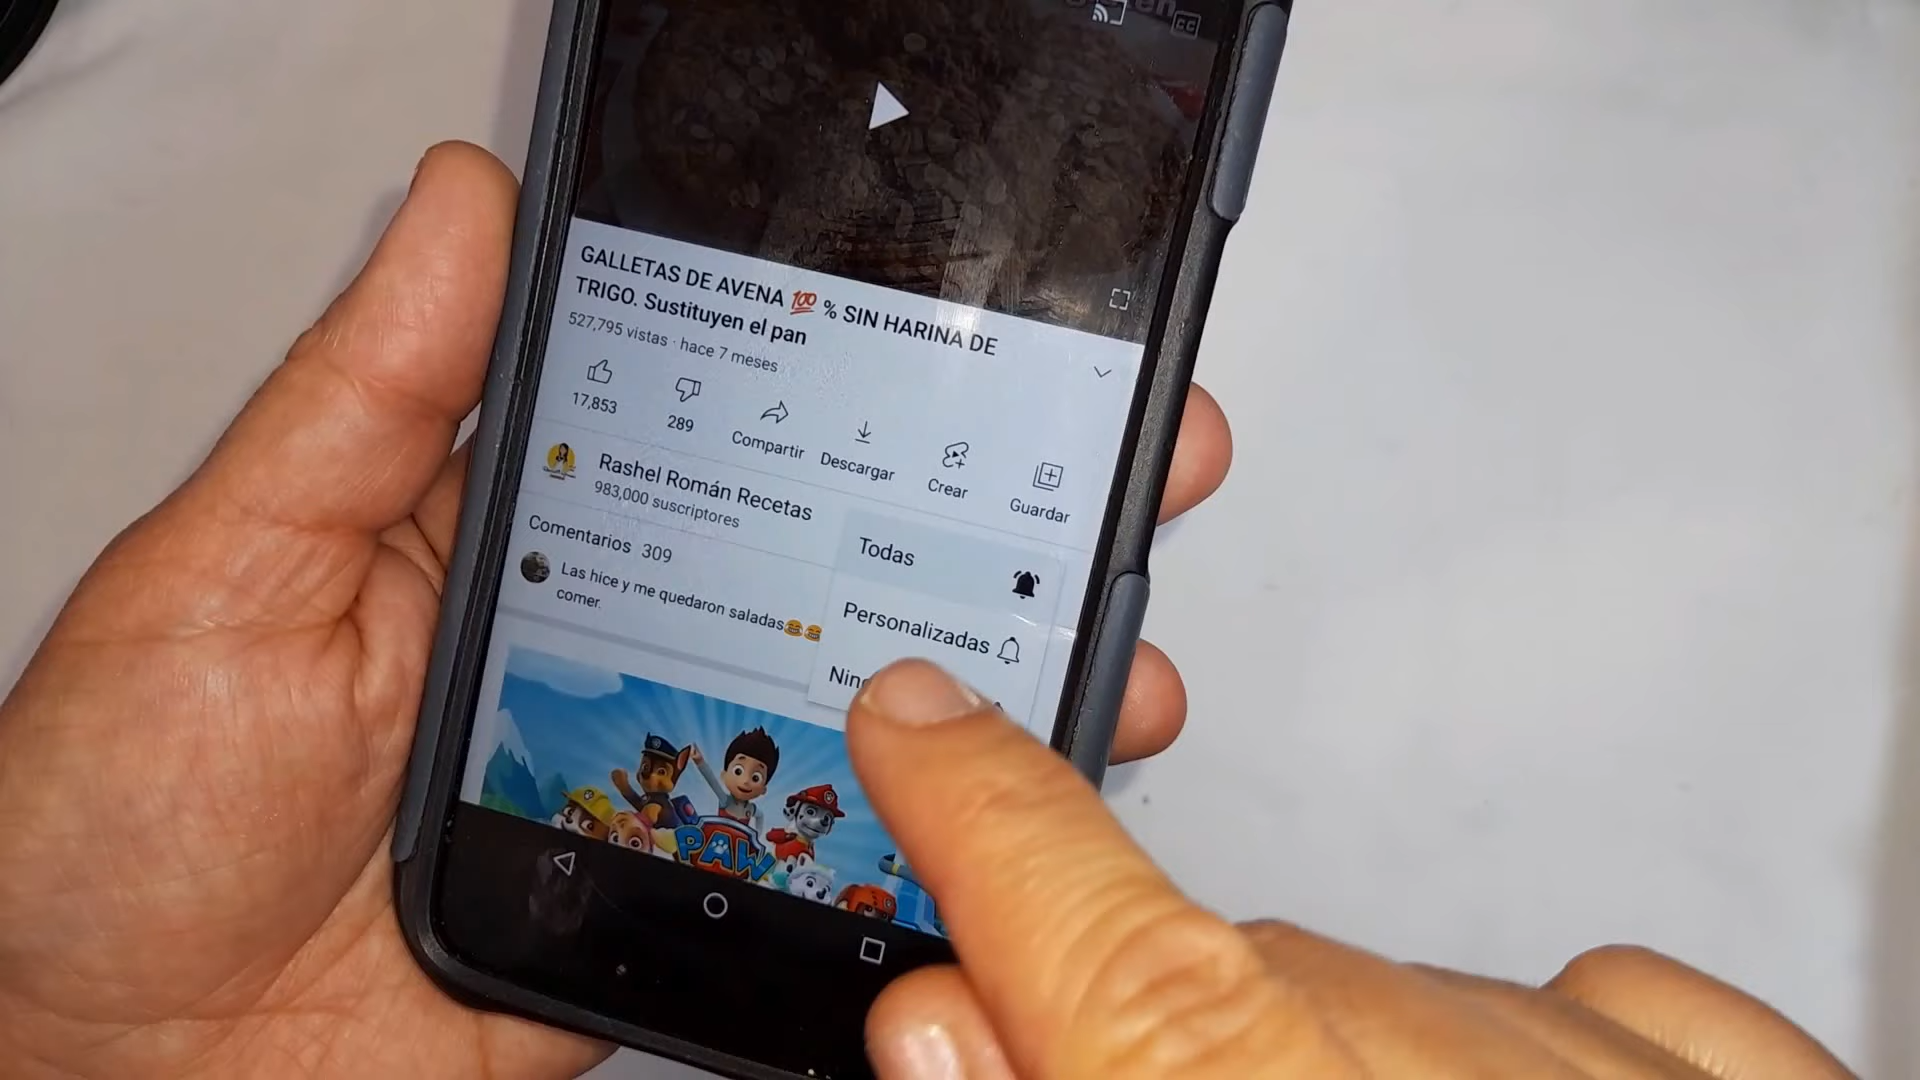 CC
GALLETAS DE AVENA 💯 % SIN HARINA DE
TRIGO. Sustituyen el pan
527,795 vistas · hace 7 meses
17,853
289
Compartir
Descargar
Crear
Guardar
Rashel Román Recetas
983,000 suscriptores
Comentarios 309
Las hice y me quedaron saladas😂😂
comer.
Todas
Personalizadas
PAW